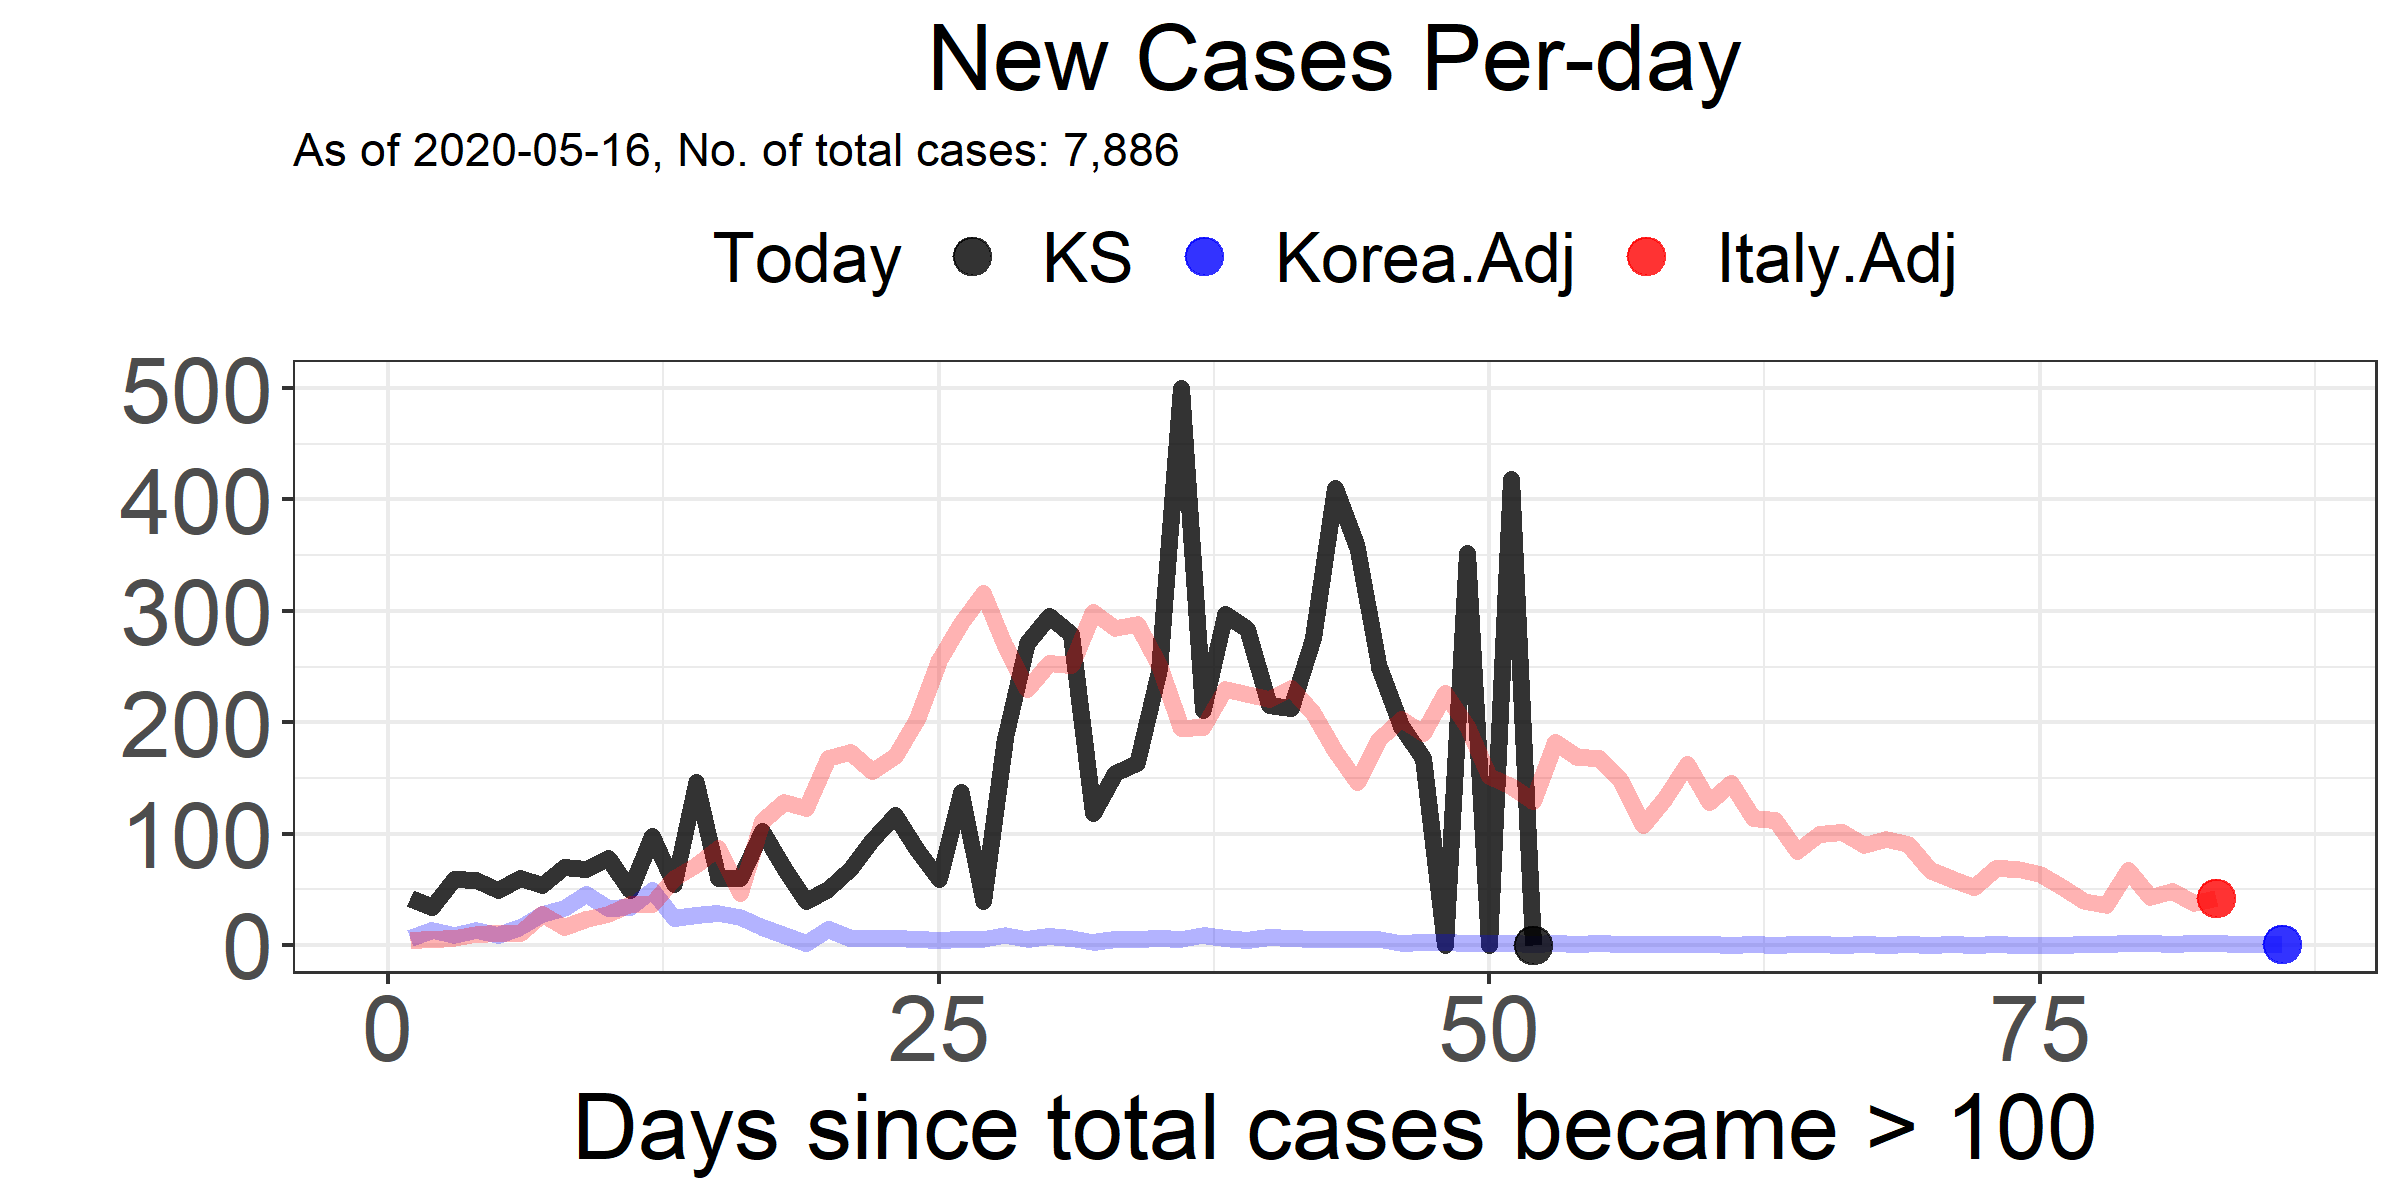 New Cases Per-day
As of 2020-05-16, No. of total cases: 7,886
Today KS Korea.Adj Italy.Adj
500
400
300
200
100
0
0 25 50 75
Days since total cases became > 100